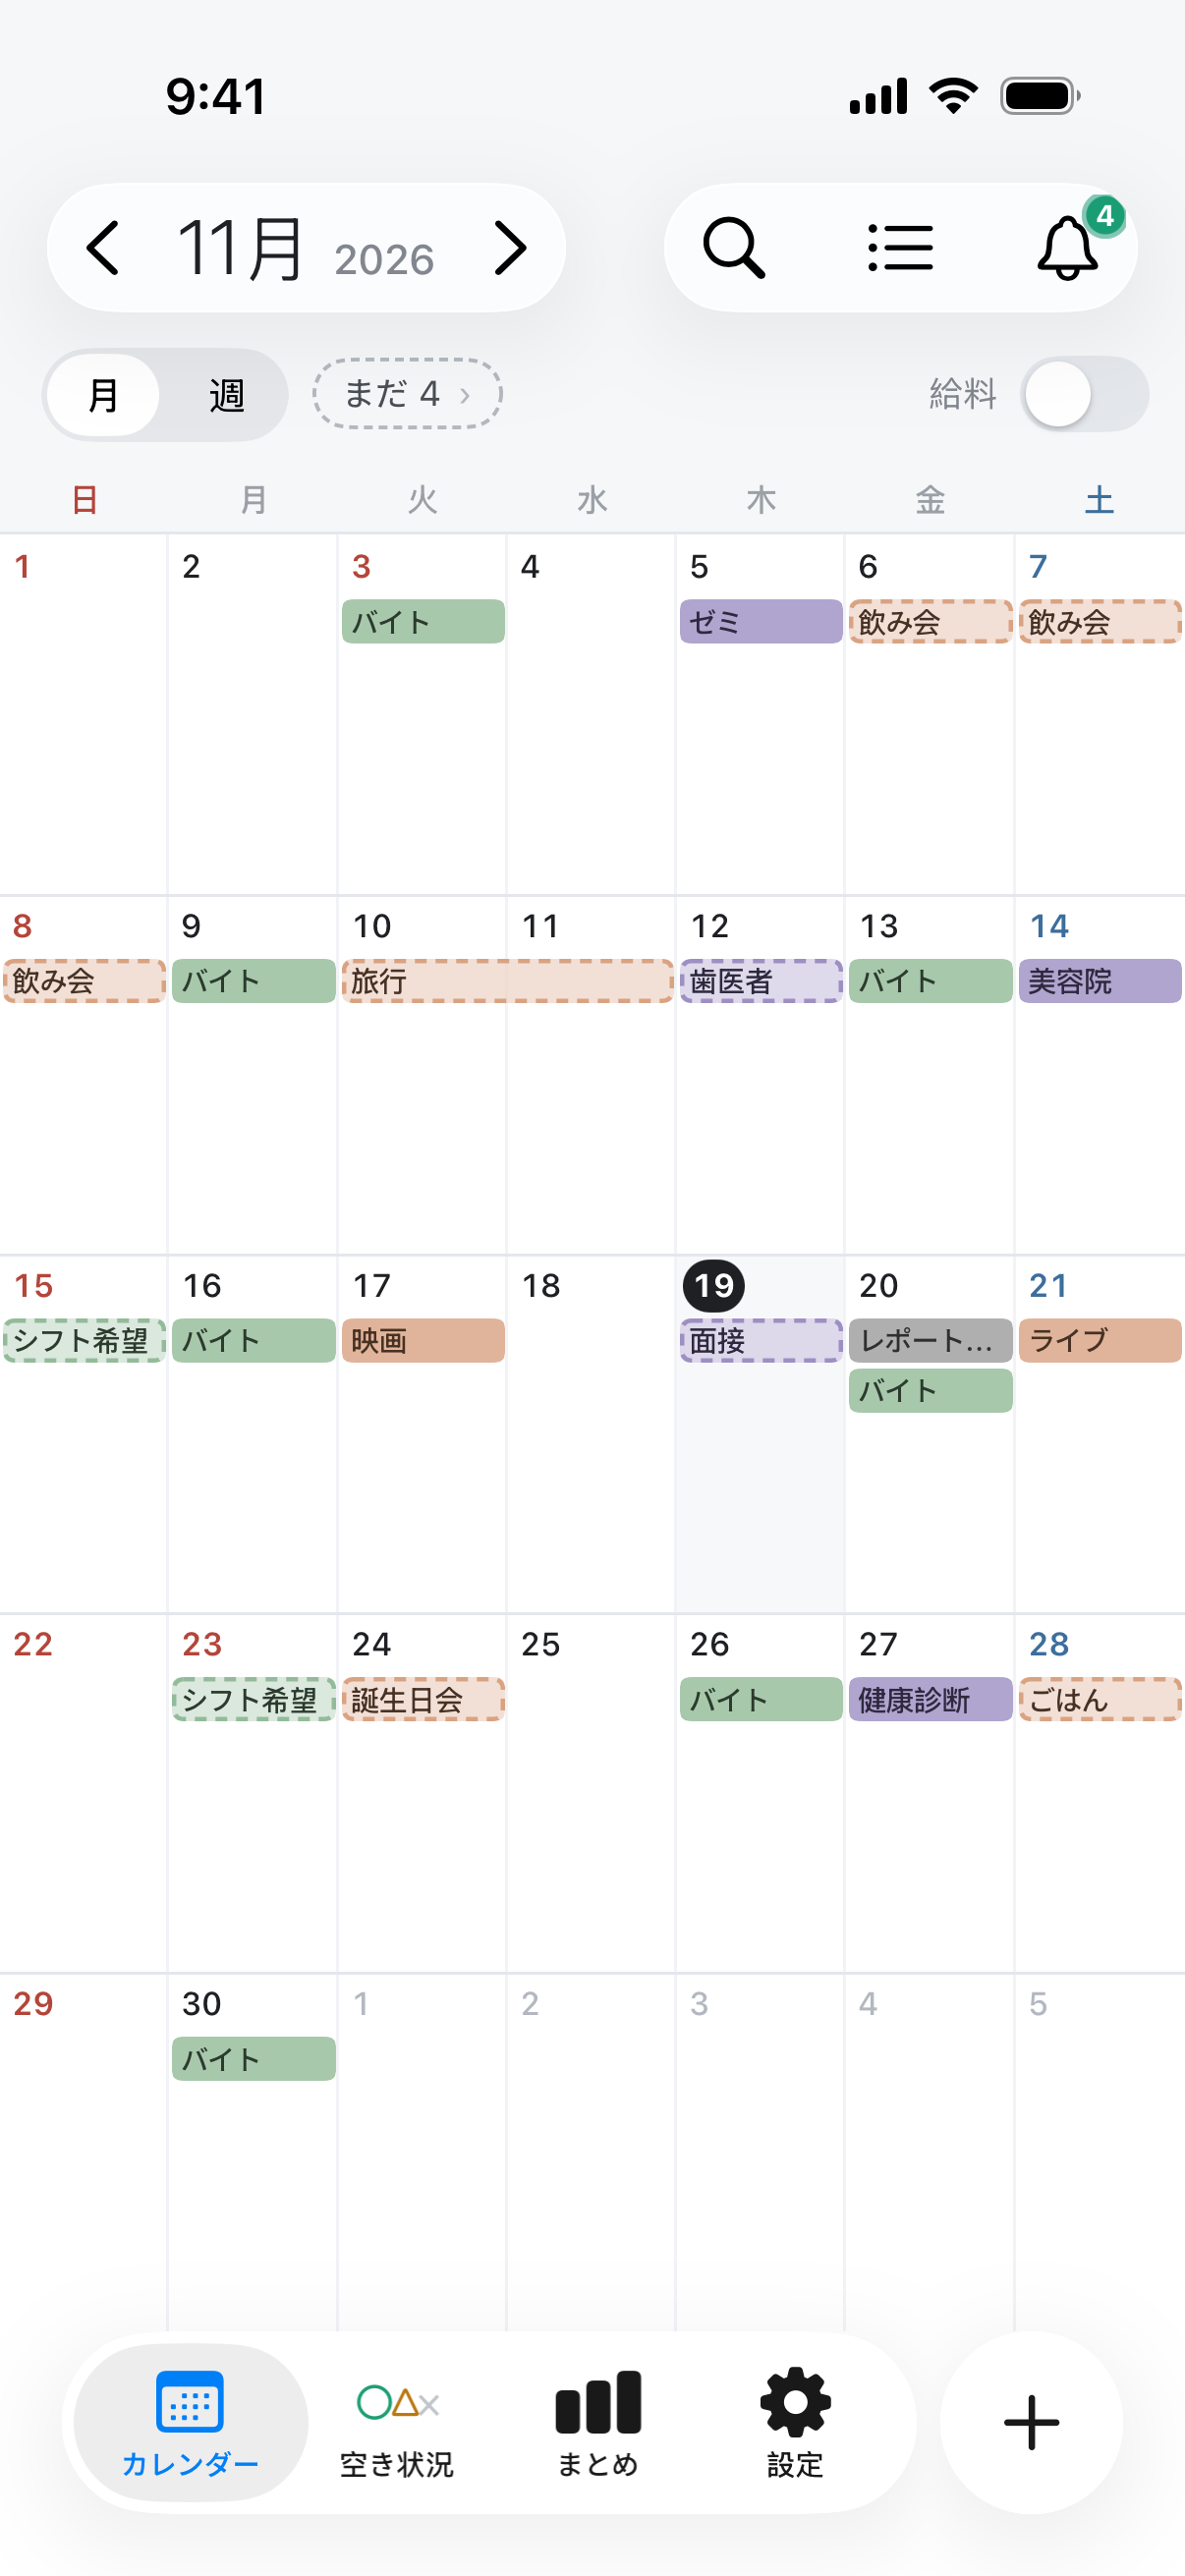 9:41
11月 2026
4
月 週 まだ 4 › 給料
日 月 火 水 木 金 土
1 2 3 4 5 6 7
バイト ゼミ 飲み会 飲み会
8 9 10 11 12 13 14
飲み会 バイト 旅行 歯医者 バイト 美容院
15 16 17 18 19 20 21
シフト希望 バイト 映画 面接 レポート... ライブ
バイト
22 23 24 25 26 27 28
シフト希望 誕生日会 バイト 健康診断 ごはん
29 30 1 2 3 4 5
バイト
カレンダー 空き状況 まとめ 設定